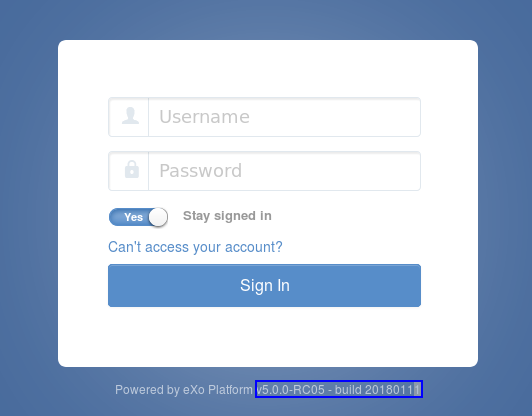 Username
Password
Yes Stay signed in
Can't access your account?
Sign In
Powered by eXo Platform v5.0.0-RC05 - build 20180111